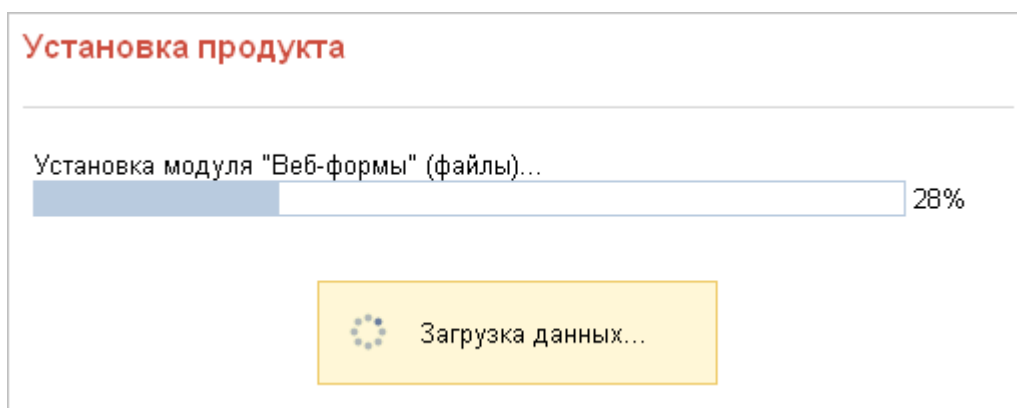 Установка продукта
Установка модуля "Веб-формы" (файлы)...
28%
Загрузка данных...